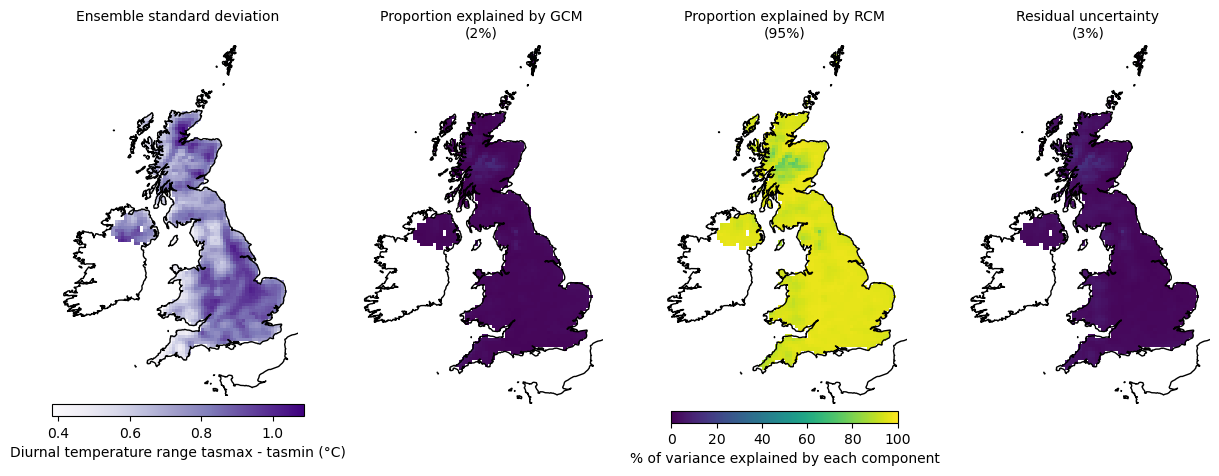 Ensemble standard deviation
Proportion explained by GCM
(2%)
Proportion explained by RCM
(95%)
Residual uncertainty
(3%)
0.4 0.6 0.8 1.0
Diurnal temperature range tasmax - tasmin (°C)
0 20 40 60 80 100
% of variance explained by each component